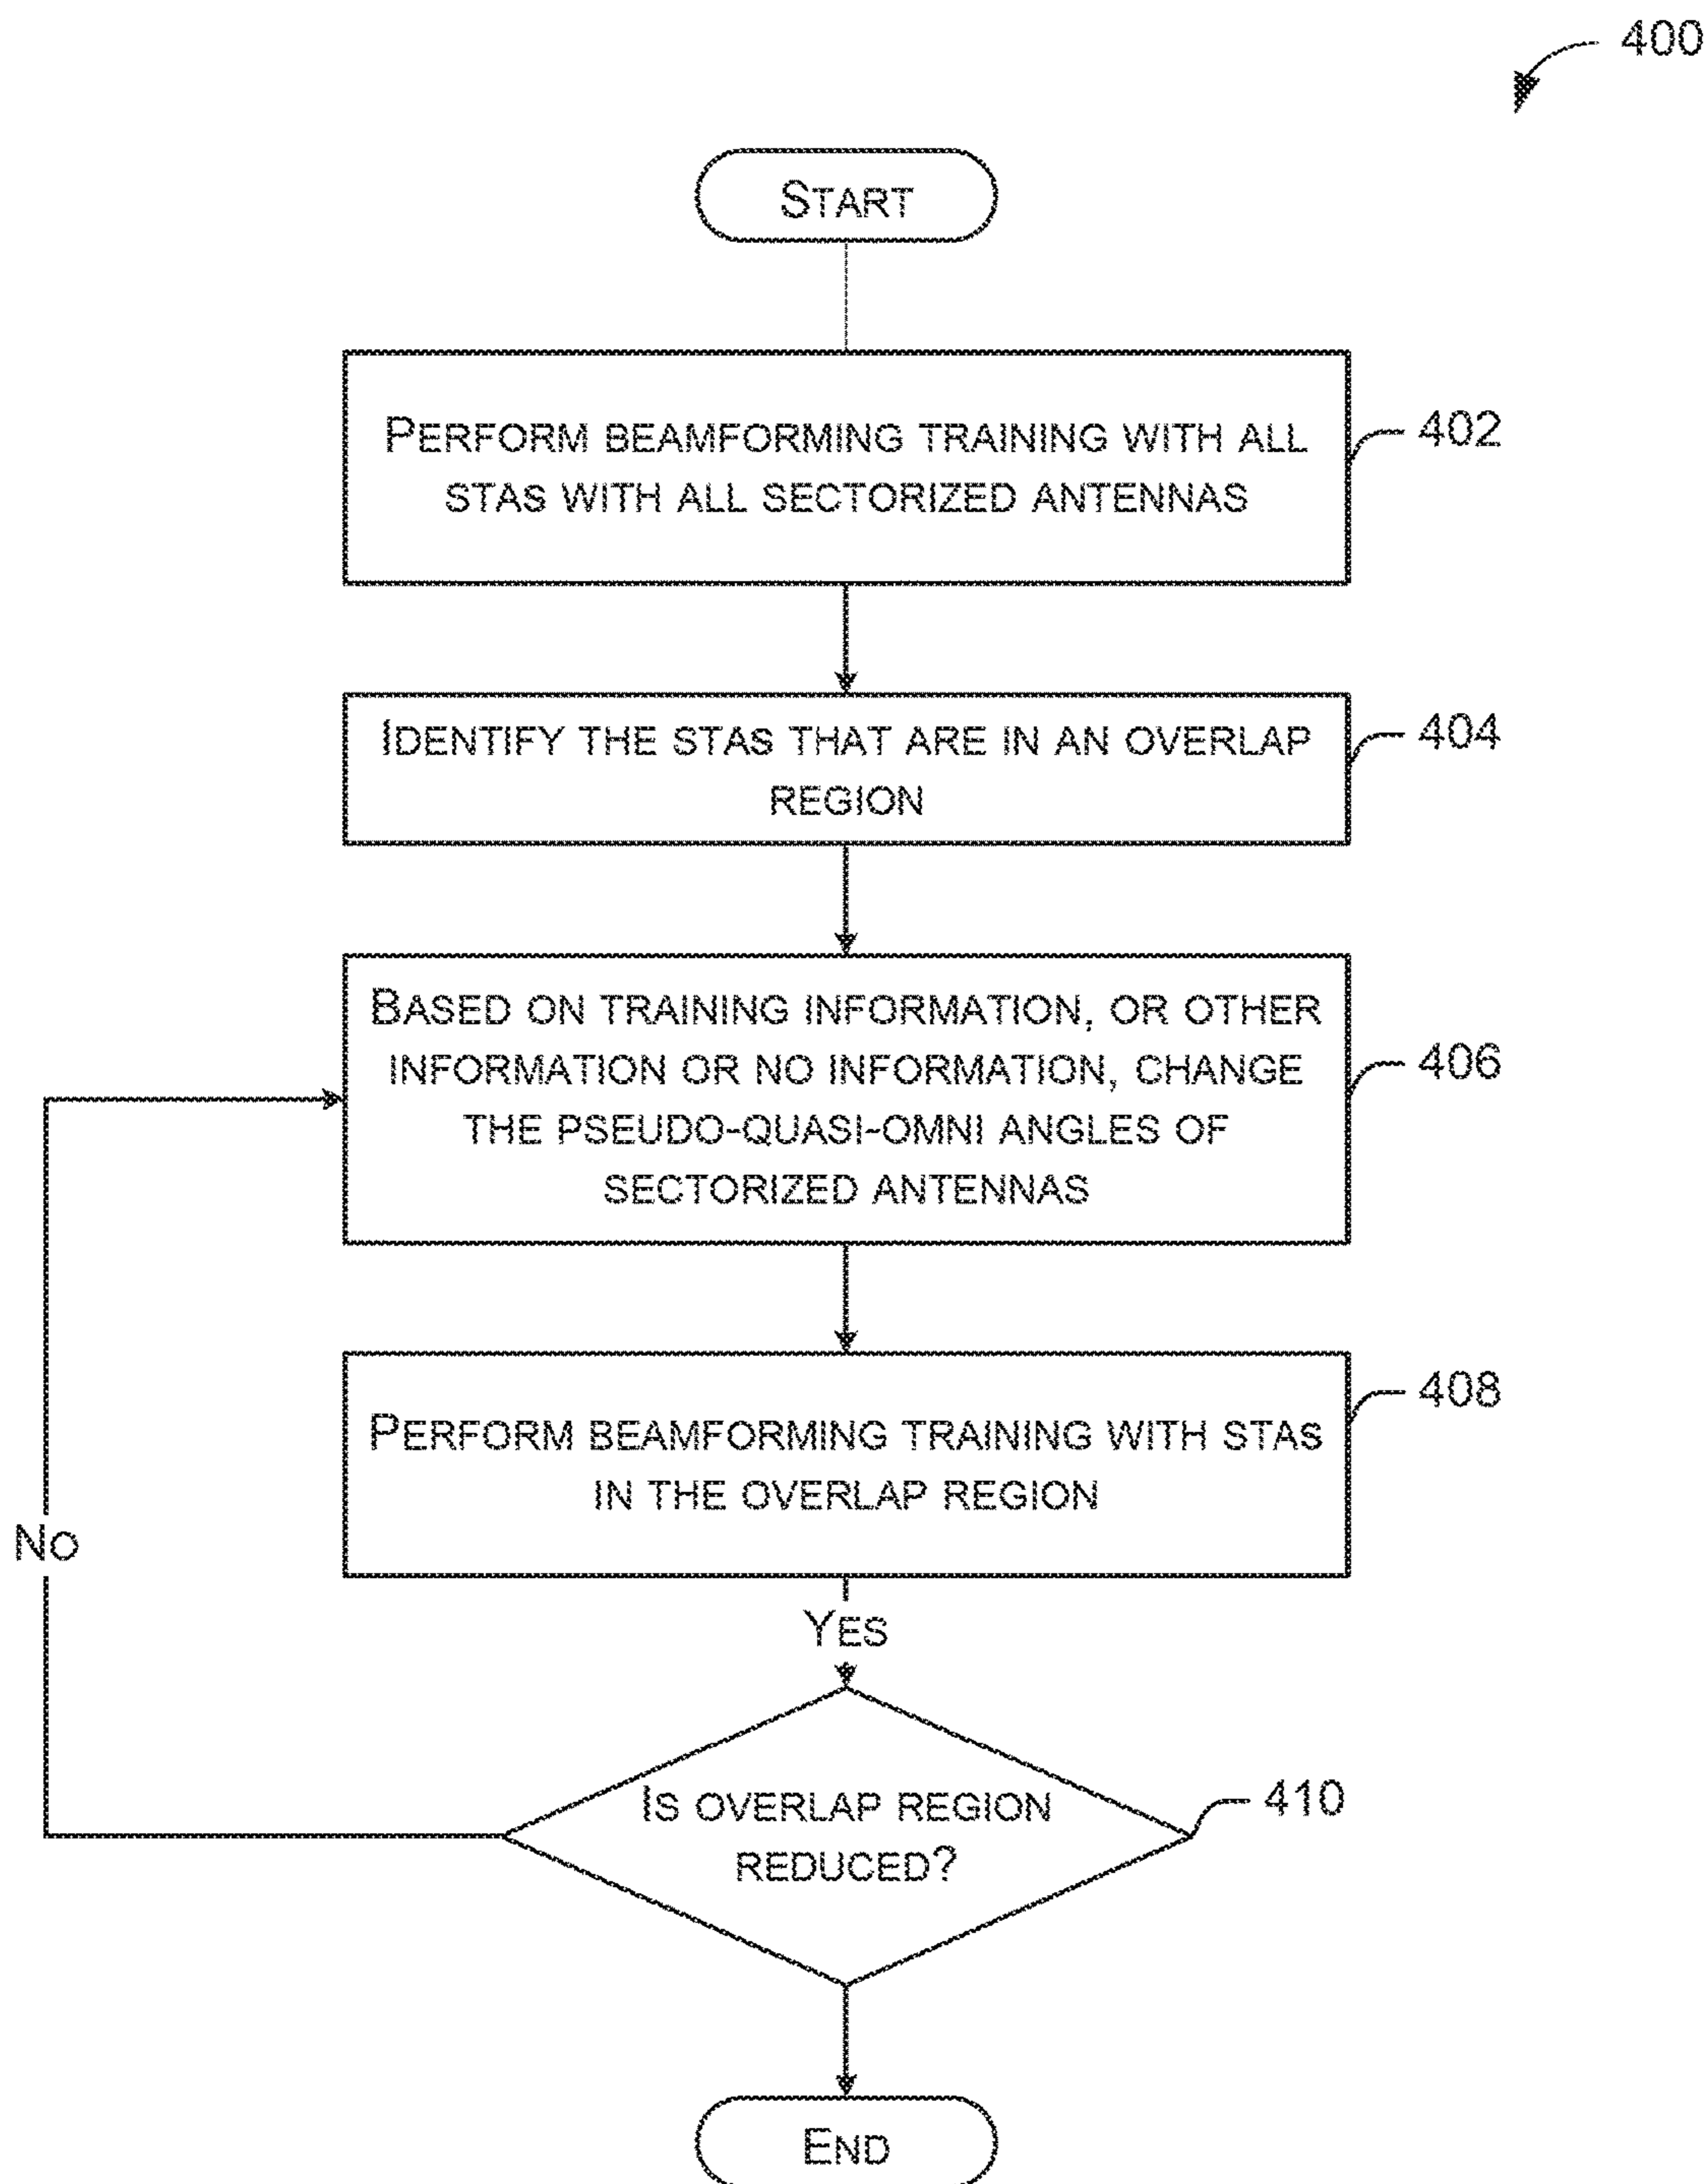 400
START
PERFORM BEAMFORMING TRAINING WITH ALL
STAS WITH ALL SECTORIZED ANTENNAS
402
IDENTIFY THE STAS THAT ARE IN AN OVERLAP
REGION
404
BASED ON TRAINING INFORMATION, OR OTHER
INFORMATION OR NO INFORMATION, CHANGE
THE PSEUDO-QUASI-OMNI ANGLES OF
SECTORIZED ANTENNAS
406
PERFORM BEAMFORMING TRAINING WITH STAS
IN THE OVERLAP REGION
408
NO
YES
IS OVERLAP REGION
REDUCED?
410
END